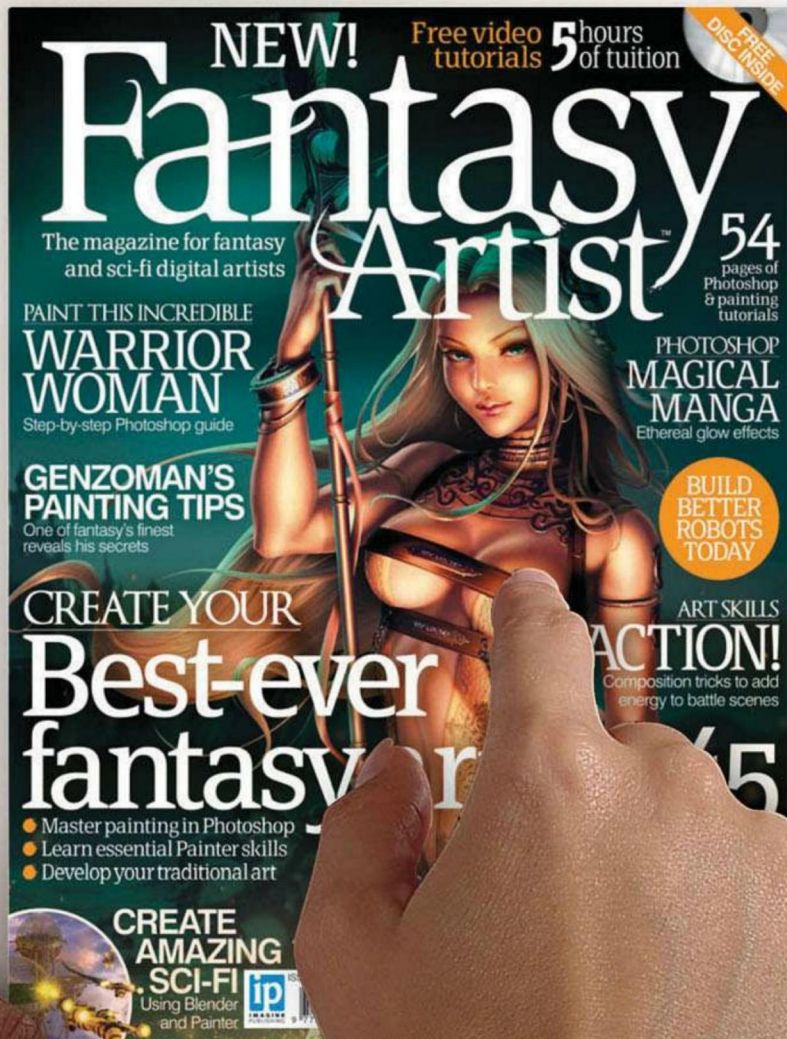 NEW!
Free video
tutorials
5 hours
of tuition
FREE
DISC INSIDE
Fantasy
Artist™
The magazine for fantasy
and sci-fi digital artists
54
pages of
Photoshop
& painting
tutorials
PAINT THIS INCREDIBLE
WARRIOR
WOMAN
Step-by-step Photoshop guide
PHOTOSHOP
MAGICAL
MANGA
Ethereal glow effects
GENZOMAN'S
PAINTING TIPS
One of fantasy's finest
reveals his secrets
BUILD
BETTER
ROBOTS
TODAY
CREATE YOUR
Best-ever
fantasy
ART SKILLS
ACTION!
Composition tricks to add
energy to battle scenes
Master painting in Photoshop
Learn essential Painter skills
Develop your traditional art
CREATE
AMAZING
SCI-FI
Using Blender
and Painter
ip
IMAGINE
PUBLISHING